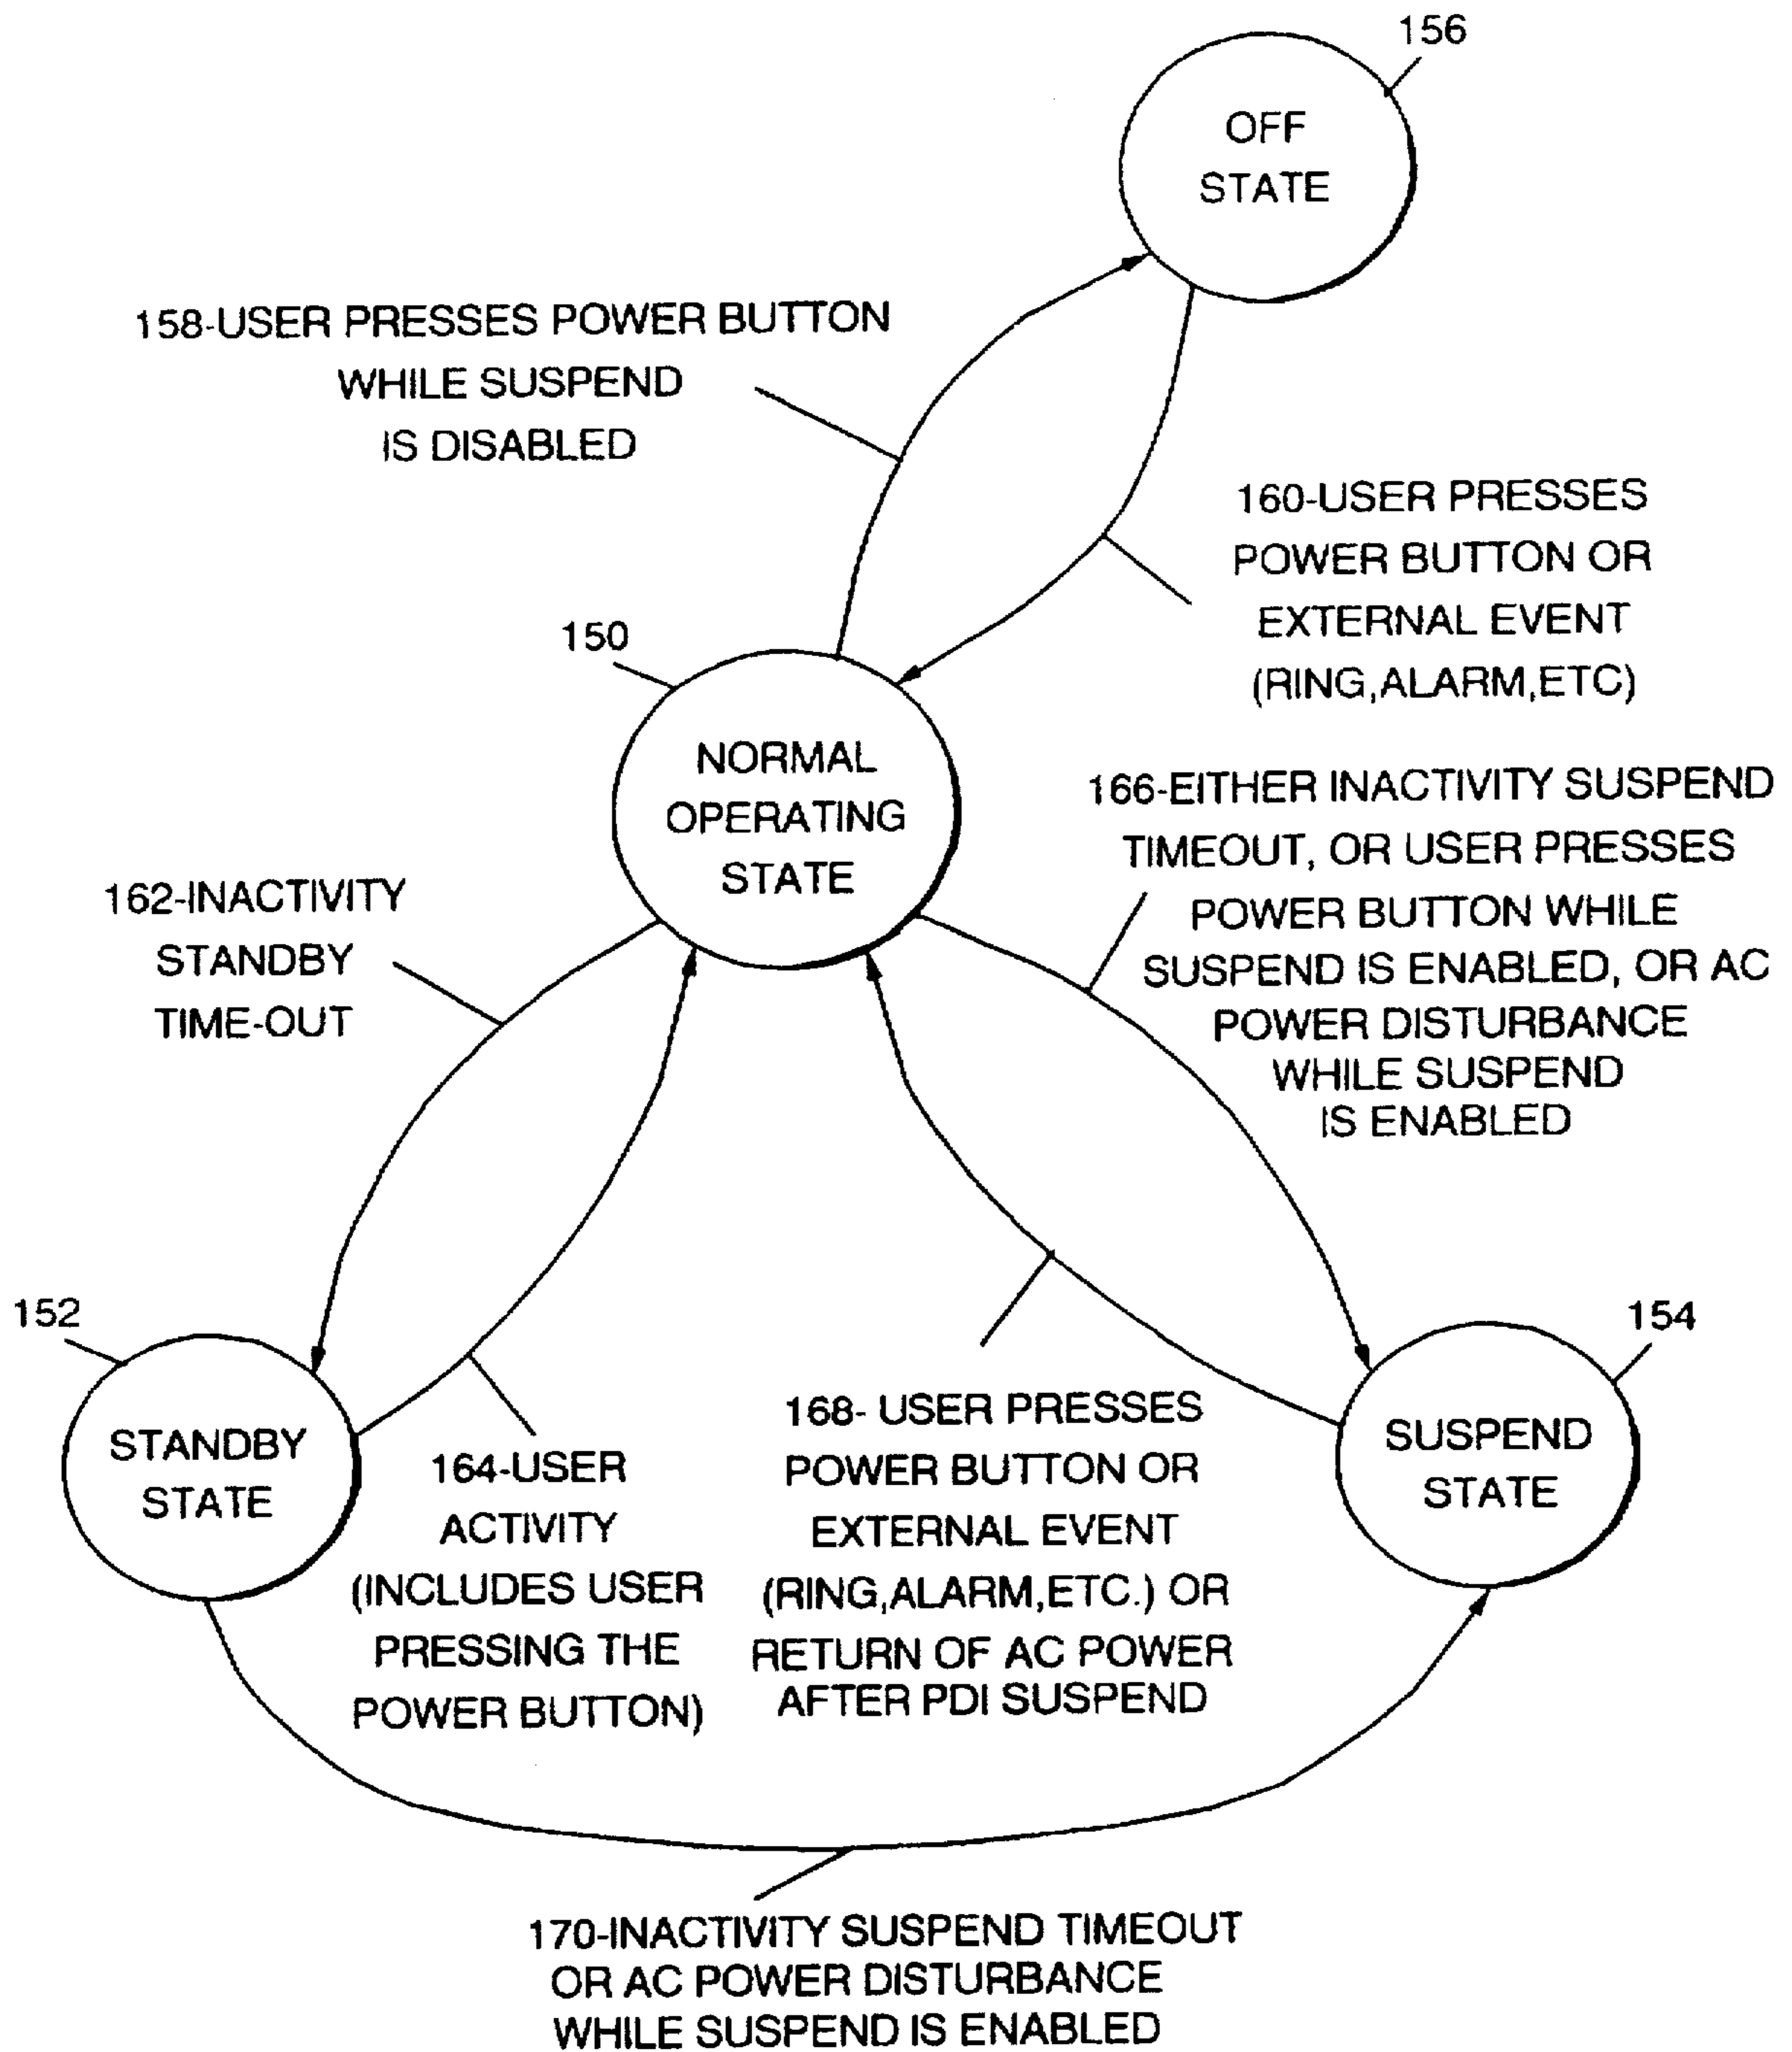 156
OFF
STATE
158-USER PRESSES POWER BUTTON
WHILE SUSPEND
IS DISABLED
160-USER PRESSES
POWER BUTTON OR
EXTERNAL EVENT
(RING,ALARM,ETC)
150
NORMAL
OPERATING
STATE
166-EITHER INACTIVITY SUSPEND
TIMEOUT, OR USER PRESSES
POWER BUTTON WHILE
SUSPEND IS ENABLED, OR AC
POWER DISTURBANCE
WHILE SUSPEND
IS ENABLED
162-INACTIVITY
STANDBY
TIME-OUT
152
STANDBY
STATE
154
SUSPEND
STATE
164-USER
ACTIVITY
(INCLUDES USER
PRESSING THE
POWER BUTTON)
168- USER PRESSES
POWER BUTTON OR
EXTERNAL EVENT
(RING,ALARM,ETC.) OR
RETURN OF AC POWER
AFTER PDI SUSPEND
170-INACTIVITY SUSPEND TIMEOUT
OR AC POWER DISTURBANCE
WHILE SUSPEND IS ENABLED